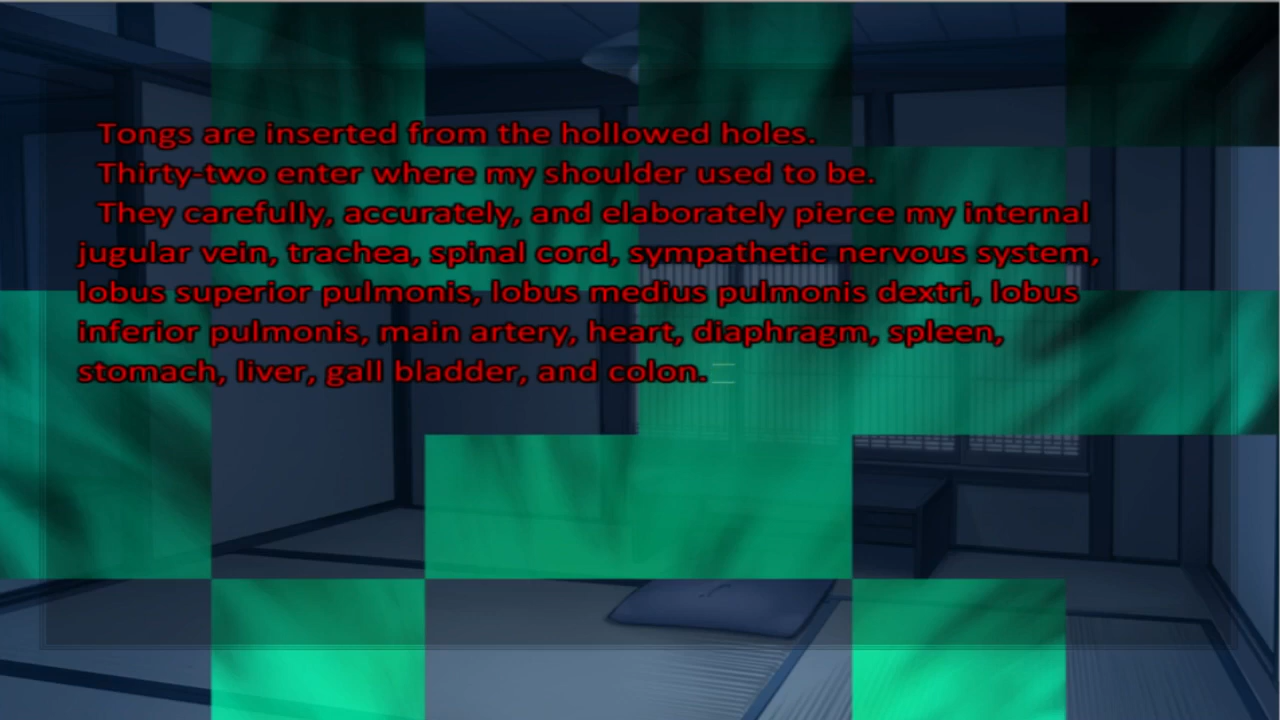 Tongs are inserted from the hollowed holes.
Thirty-two enter where my shoulder used to be.
They carefully, accurately, and elaborately pierce my internal
jugular vein, trachea, spinal cord, sympathetic nervous system,
lobus superior pulmonis, lobus medius pulmonis dextri, lobus
inferior pulmonis, main artery, heart, diaphragm, spleen,
stomach, liver, gall bladder, and colon.